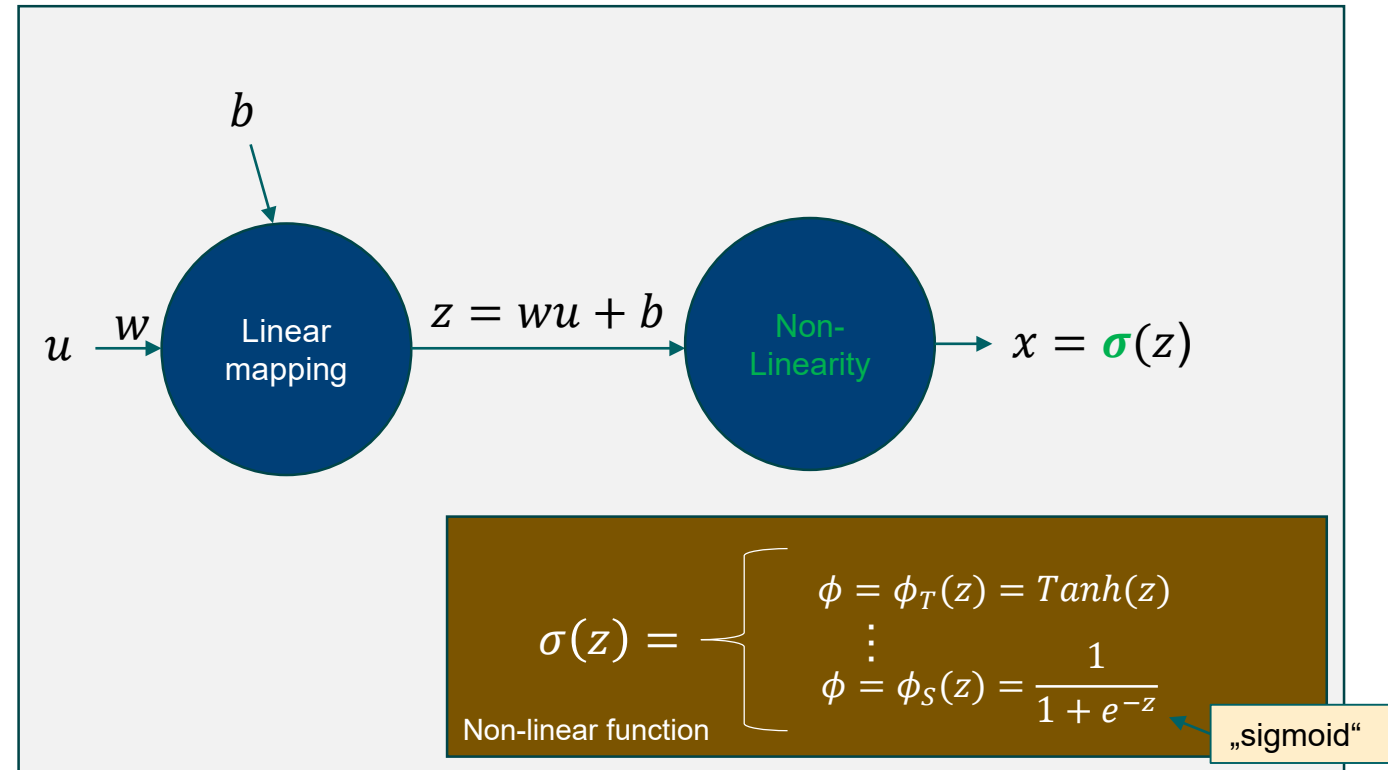 b
u
w
Linear
mapping
z = wu + b
Non-
Linearity
x = σ(z)
σ(z) =
ϕ = ϕ_T(z) = Tanh(z)
⋮
ϕ = ϕ_S(z) = 1 / (1 + e^{-z})
Non-linear function
„sigmoid“